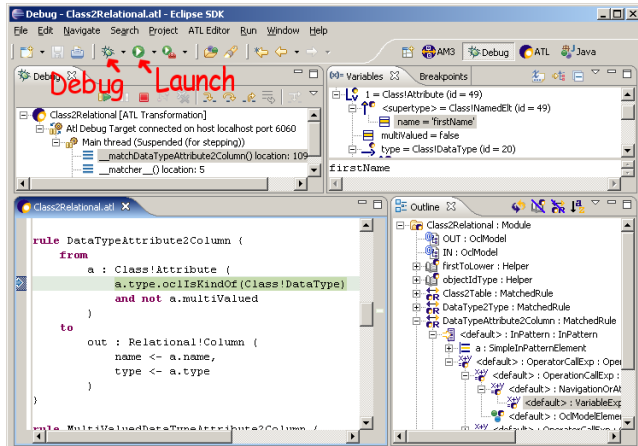 Debug - Class2Relational.atl - Eclipse SDK
File Edit Navigate Search Project ATL Editor Run Window Help
AM3 Debug ATL Java
Debug Launch
Debug
Class2Relational [ATL Transformation]
Atl Debug Target connected on host localhost port 6060
Main thread (Suspended (for stepping))
__matchDataTypeAttribute2Column() location: 109
__matcher__() location: 5
Variables Breakpoints
1 = Class!Attribute (id = 49)
<supertype> = Class!NamedElt (id = 49)
name = 'firstName'
multiValued = false
type = Class!DataType (id = 20)
firstName
Class2Relational.atl
rule DataTypeAttribute2Column {
from
a : Class!Attribute (
a.type.oclIsKindOf(Class!DataType)
and not a.multiValued
)
to
out : Relational!Column (
name <- a.name,
type <- a.type
)
}
rule MultiValuedDataTypeAttribute2Column {
Outline
Class2Relational : Module
OUT : OclModel
IN : OclModel
firstToLower : Helper
objectIdType : Helper
Class2Table : MatchedRule
DataType2Type : MatchedRule
DataTypeAttribute2Column : MatchedRule
<default> : InPattern : InPattern
a : SimpleInPatternElement
<default> : OperatorCallExp : Oper
<default> : OperationCallExp :
<default> : NavigationOrAt
<default> : VariableExp
<default> : OclModelElemen
<default> : OperatorCallExp : O